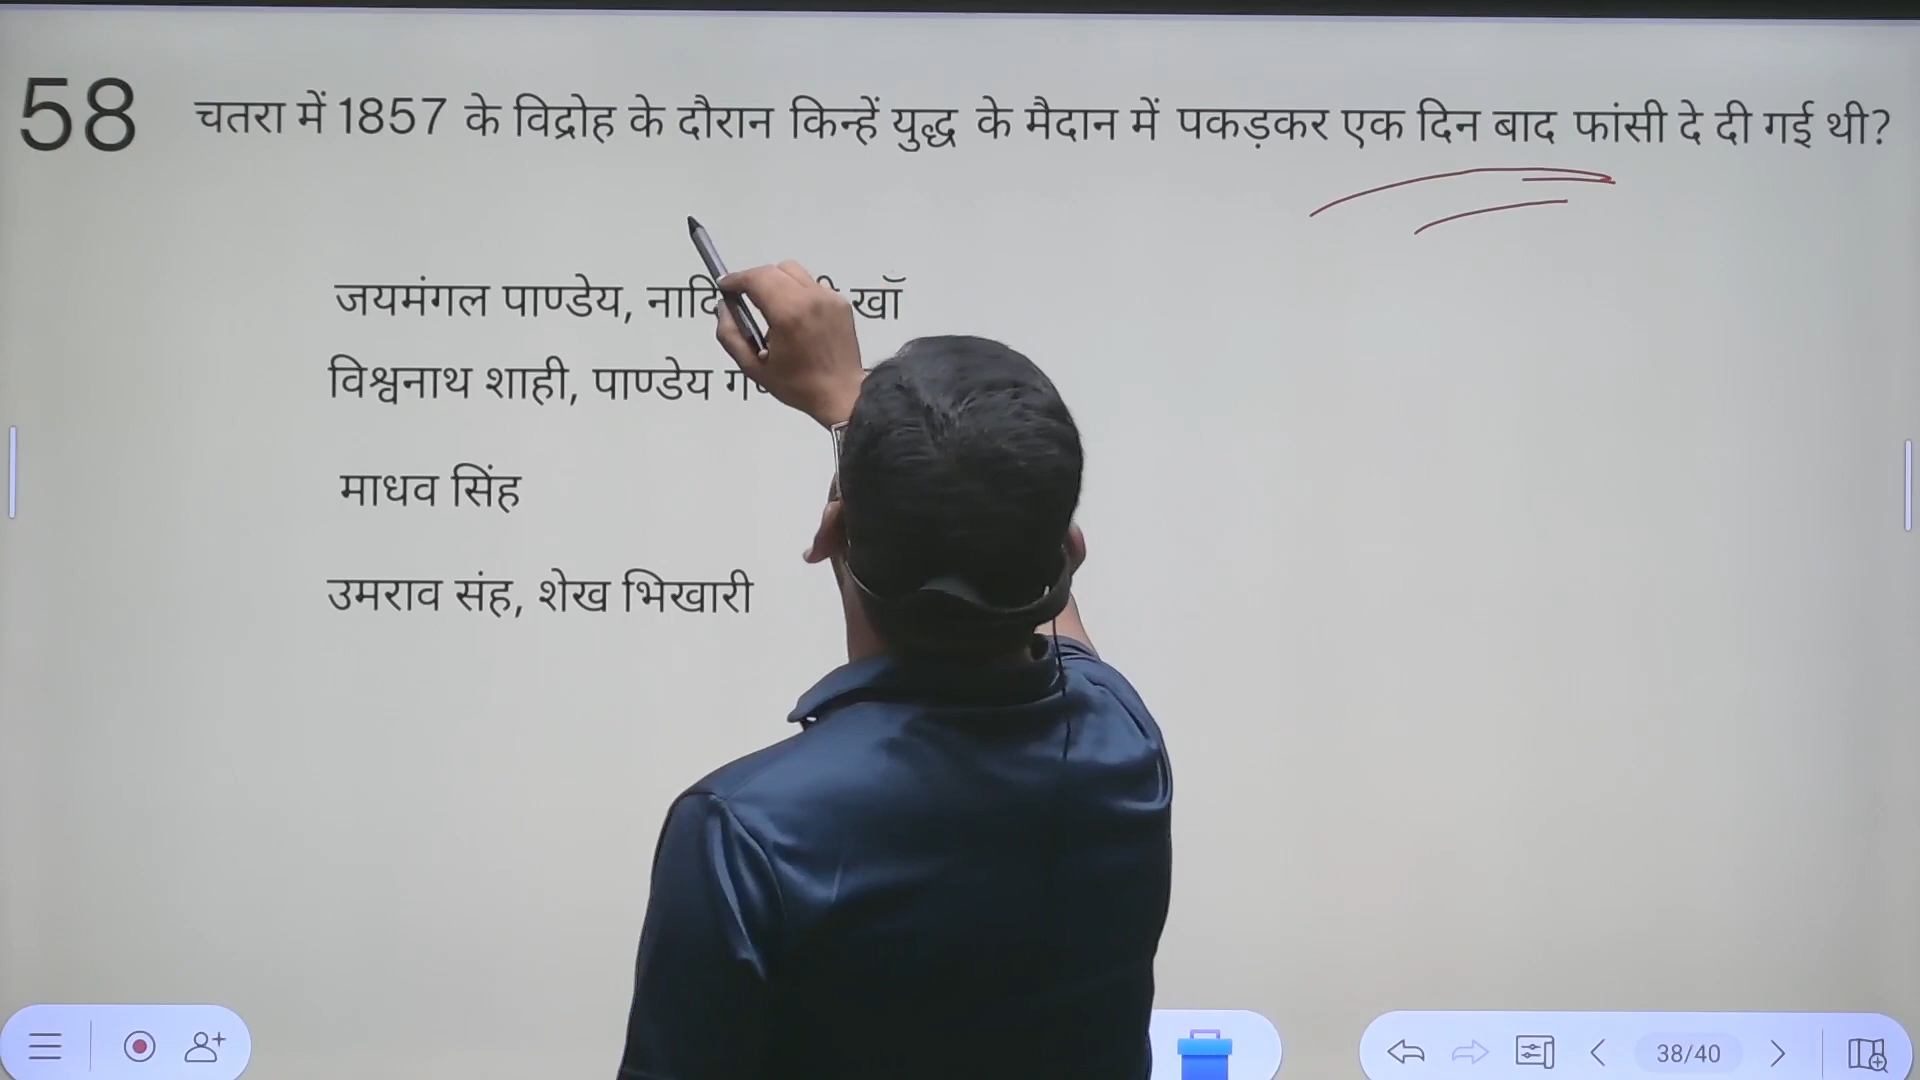 58 चतरा में 1857 के विद्रोह के दौरान किन्हें युद्ध के मैदान में पकड़कर एक दिन बाद फांसी दे दी गई थी?
जयमंगल पाण्डेय, खॉ
विश्वनाथ शाही, पाण्डेय
माधव सिंह
उमराव संह, शेख भिखारी
38/40